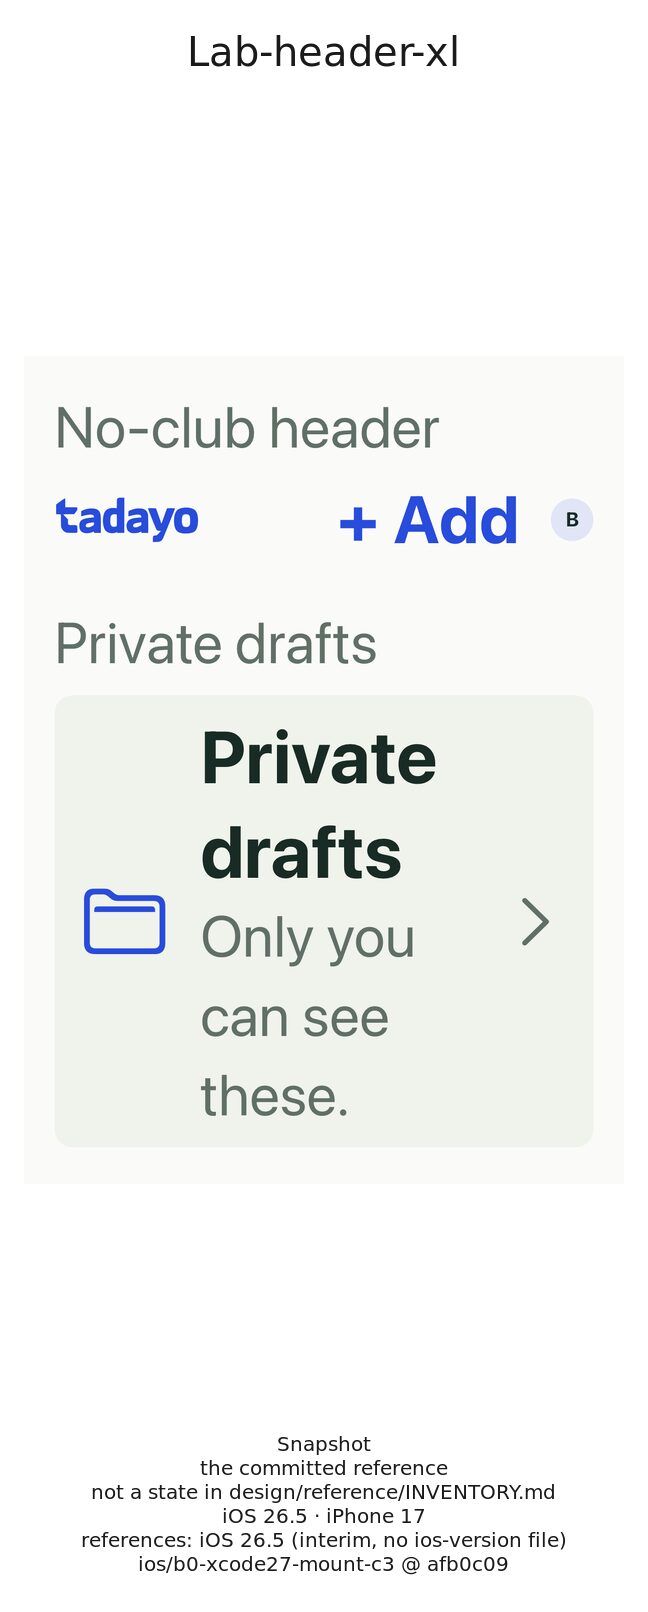 Lab-header-xl
No-club header
tadayo
+ Add
B
Private drafts
Private
drafts
Only you
can see
these.
Snapshot
the committed reference
not a state in design/reference/INVENTORY.md
iOS 26.5 · iPhone 17
references: iOS 26.5 (interim, no ios-version file)
ios/b0-xcode27-mount-c3 @ afb0c09